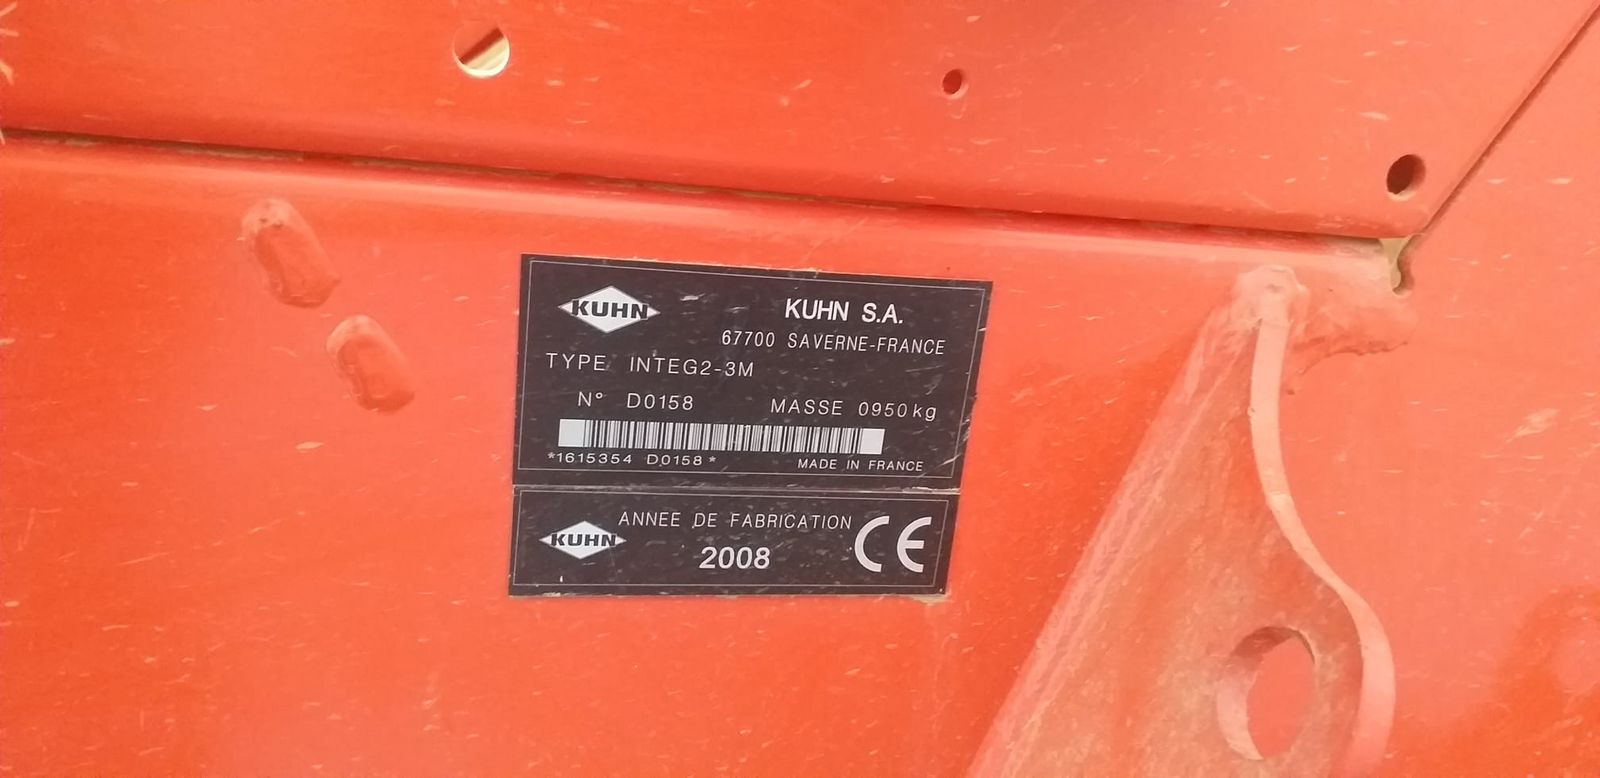 KUHN
KUHN S.A.
67700 SAVERNE-FRANCE
TYPE INTEG2-3M
N° D0158 MASSE 0950kg
*1615354 D0158* MADE IN FRANCE
KUHN
ANNEE DE FABRICATION
2008
CE